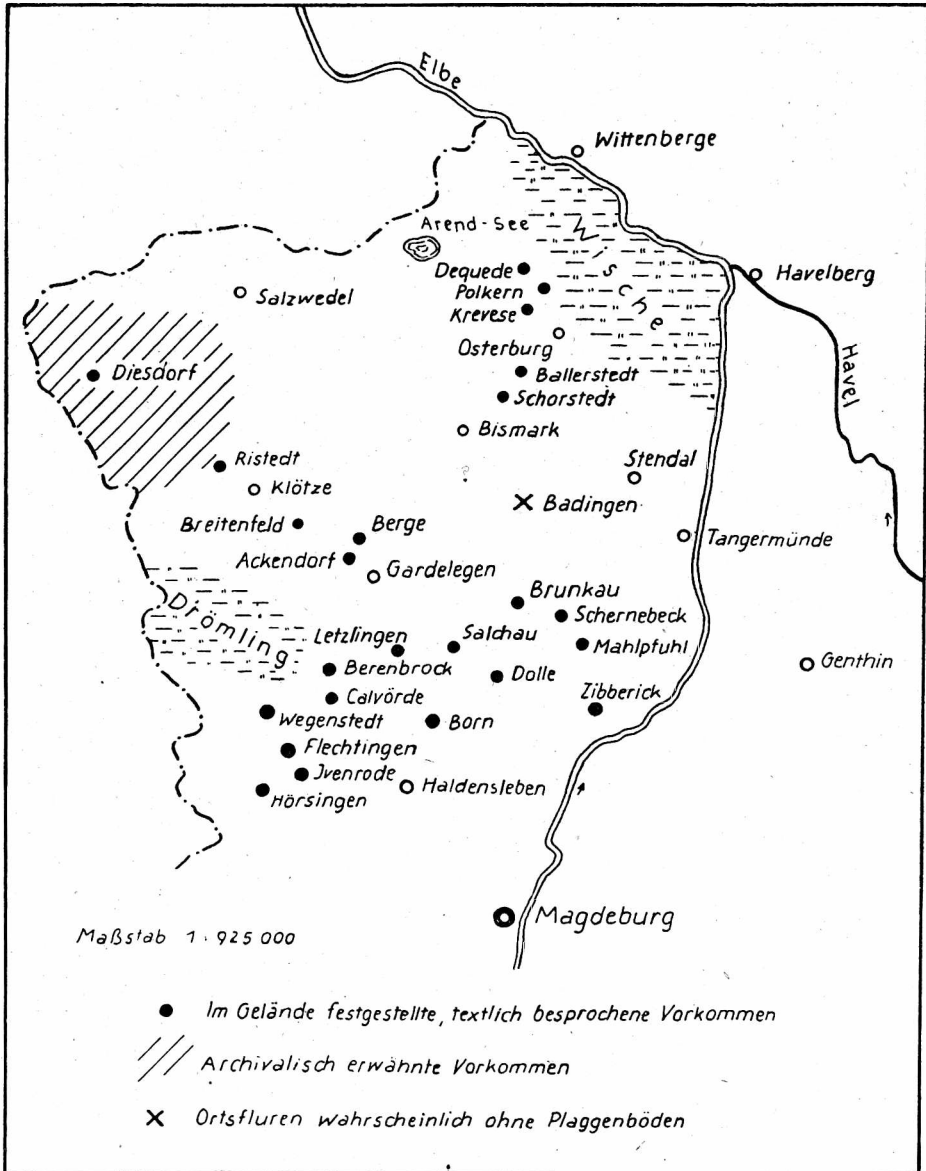 Elbe
Wittenberge
Arend-See
Wische
Havelberg
Dequede
Salzwedel
Polkern
Krevese
Osterburg
Havel
Diesdorf
Ballerstedt
Schorstedt
Bismark
Ristedt
Stendal
Klötze
?
Badingen
Breitenfeld
Berge
Tangermünde
Ackendorf
Gardelegen
Brunkau
Drömling
Schernebeck
Letzlingen
Salchau
Mahlpfuhl
Genthin
Berenbrock
Dolle
Calvörde
Zibberick
Wegenstedt
Born
Flechtingen
Jvenrode
Haldensleben
Hörsingen
Magdeburg
Maßstab 1:925 000
Im Gelände festgestellte, textlich besprochene Vorkommen
Archivalisch erwähnte Vorkommen
Ortsfluren wahrscheinlich ohne Plaggenböden